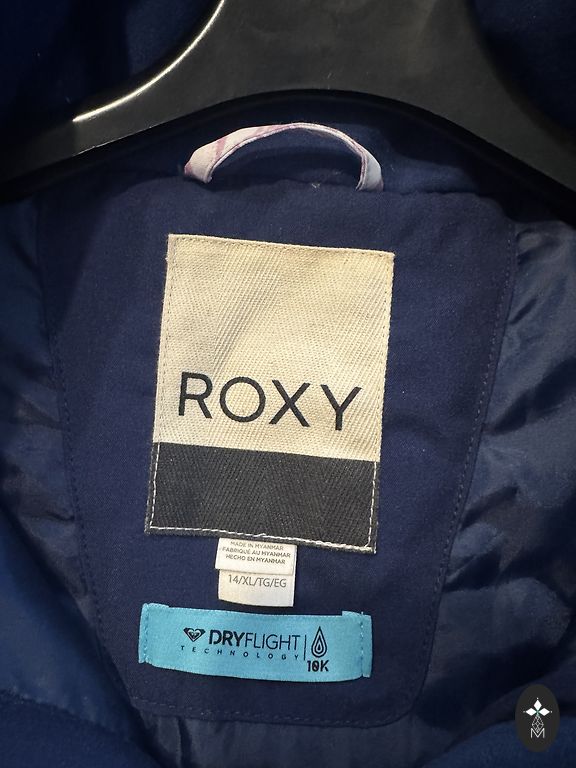 ROXY
MADE IN MYANMAR
FABRIQUÉ AU MYANMAR
HECHO EN MYANMAR
14/XL/TG/EG
DRYFLIGHT
TECHNOLOGY
10K
M